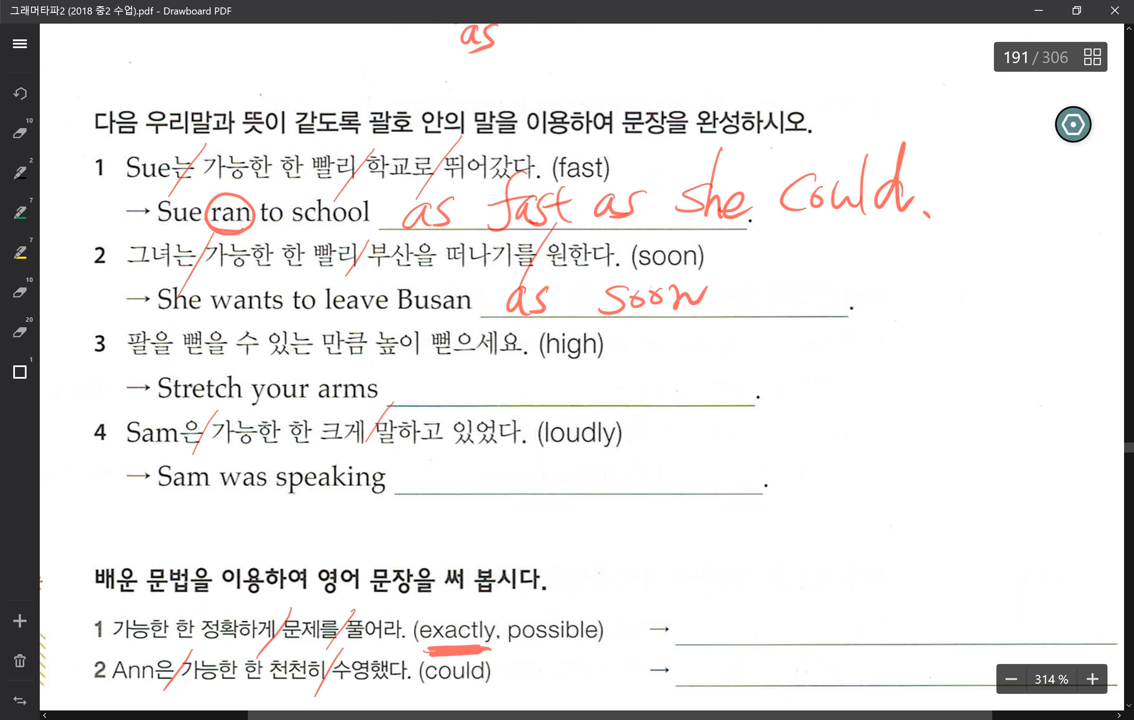 그래머타파2 (2018 중2 수업).pdf - Drawboard PDF
as
191 / 306
다음 우리말과 뜻이 같도록 괄호 안의 말을 이용하여 문장을 완성하시오.
1 Sue는 가능한 한 빨리 학교로 뛰어갔다. (fast)
→ Sue ran to school as fast as she could.
2 그녀는 가능한 한 빨리 부산을 떠나기를 원한다. (soon)
→ She wants to leave Busan as soon .
3 팔을 뻗을 수 있는 만큼 높이 뻗으세요. (high)
→ Stretch your arms .
4 Sam은 가능한 한 크게 말하고 있었다. (loudly)
→ Sam was speaking .
배운 문법을 이용하여 영어 문장을 써 봅시다.
1 가능한 한 정확하게 문제를 풀어라. (exactly, possible) →
2 Ann은 가능한 한 천천히 수영했다. (could) →
314 %
10
2
7
7
10
20
1